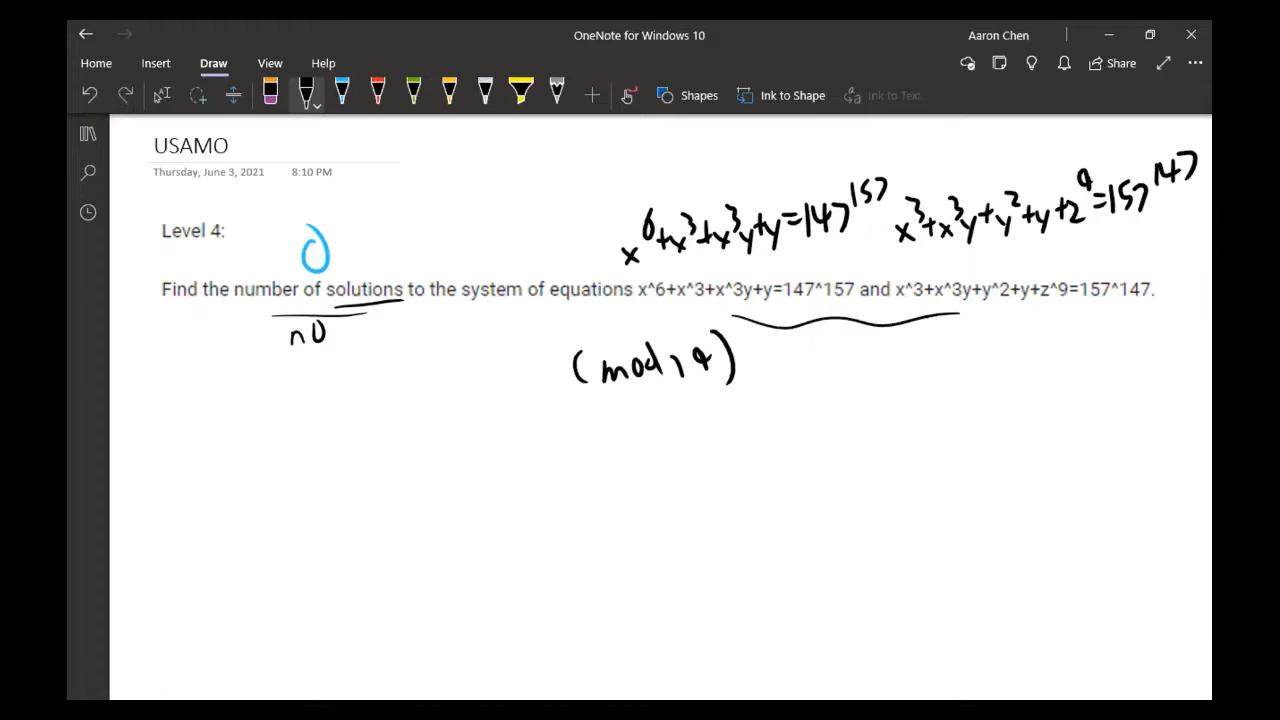 OneNote for Windows 10
Aaron Chen
Home Insert Draw View Help
Share
Shapes Ink to Shape Ink to Text
USAMO
Thursday, June 3, 2021 8:10 PM
x^6+x^3+x^3y+y=147^157 x^3+x^3y+y^2+y+z^9=157^147
Level 4:
0
Find the number of solutions to the system of equations x^6+x^3+x^3y+y=147^157 and x^3+x^3y+y^2+y+z^9=157^147.
no
(mod 19)